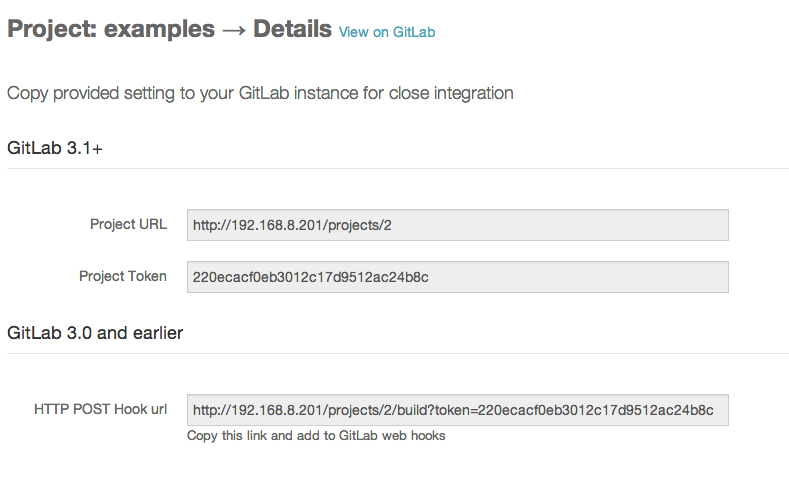 Project: examples → Details View on GitLab
Copy provided setting to your GitLab instance for close integration
GitLab 3.1+
Project URL http://192.168.8.201/projects/2
Project Token 220ecacf0eb3012c17d9512ac24b8c
GitLab 3.0 and earlier
HTTP POST Hook url http://192.168.8.201/projects/2/build?token=220ecacf0eb3012c17d9512ac24b8c
Copy this link and add to GitLab web hooks